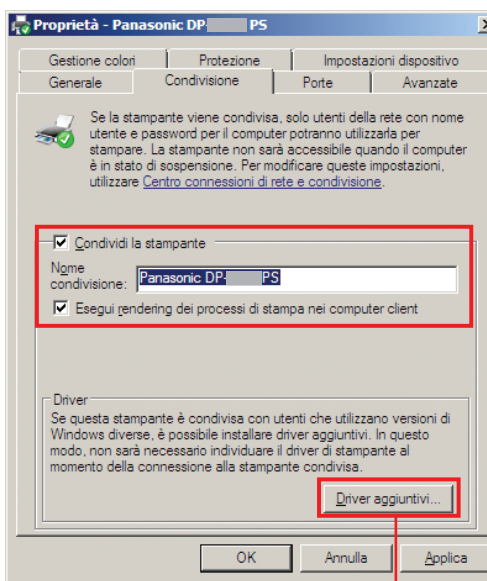 Proprietà - Panasonic DP- PS
Gestione colori Protezione Impostazioni dispositivo
Generale Condivisione Porte Avanzate
Se la stampante viene condivisa, solo utenti della rete con nome
utente e password per il computer potranno utilizzarla per
stampare. La stampante non sarà accessibile quando il computer
è in stato di sospensione. Per modificare queste impostazioni,
utilizzare Centro connessioni di rete e condivisione.
Condividi la stampante
Nome
condivisione: Panasonic DP- PS
Esegui rendering dei processi di stampa nei computer client
Driver
Se questa stampante è condivisa con utenti che utilizzano versioni di
Windows diverse, è possibile installare driver aggiuntivi. In questo
modo, non sarà necessario individuare il driver di stampante al
momento della connessione alla stampante condivisa.
Driver aggiuntivi...
OK Annulla Applica